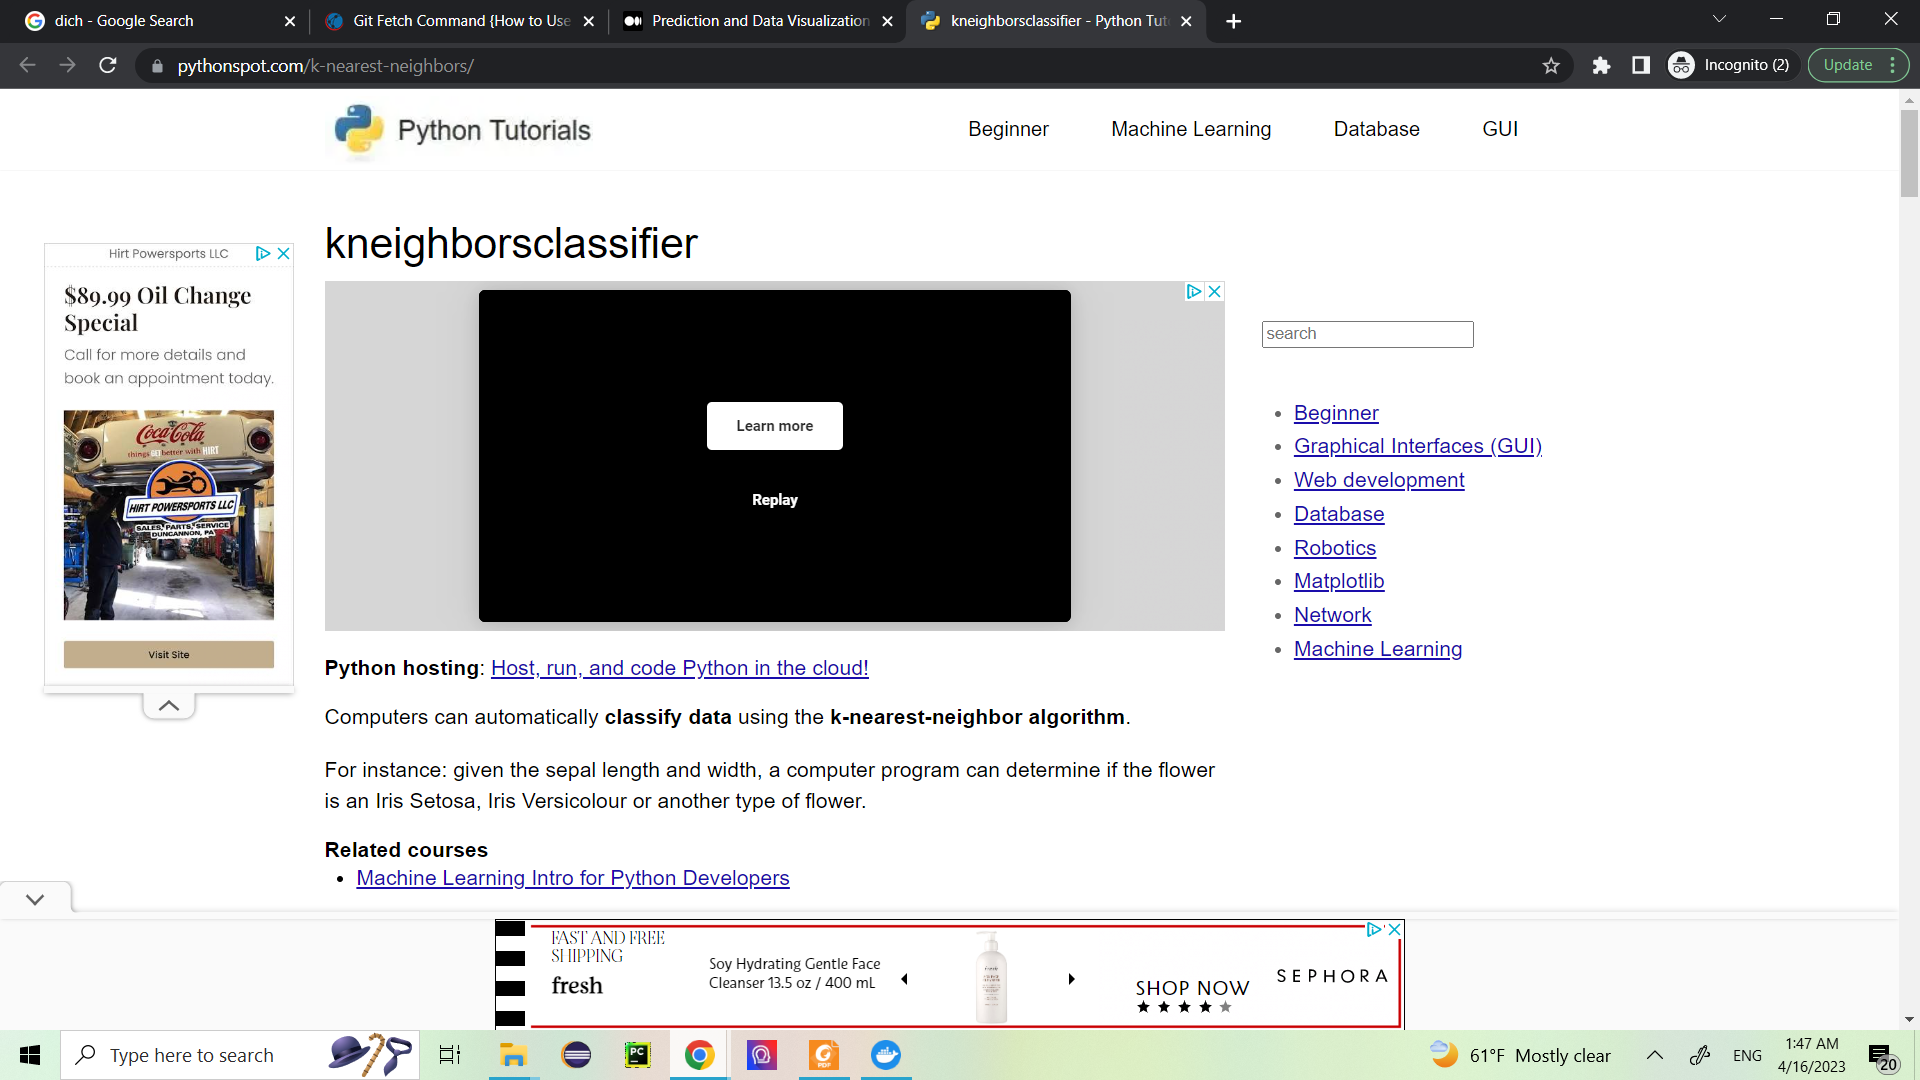 dich - Google Search
Git Fetch Command {How to Use
Prediction and Data Visualization
kneighborsclassifier - Python Tut
pythonspot.com/k-nearest-neighbors/
Incognito (2)
Update
Python Tutorials
Beginner
Machine Learning
Database
GUI
kneighborsclassifier
Hirt Powersports LLC
$89.99 Oil Change
Special
Call for more details and
book an appointment today.
Coca-Cola
things go better with HIRT
HIRT POWERSPORTS LLC
SALES, PARTS, SERVICE
DUNCANNON, PA
Visit Site
Learn more
Replay
search
Beginner
Graphical Interfaces (GUI)
Web development
Database
Robotics
Matplotlib
Network
Machine Learning
Python hosting: Host, run, and code Python in the cloud!
Computers can automatically classify data using the k-nearest-neighbor algorithm.
For instance: given the sepal length and width, a computer program can determine if the flower
is an Iris Setosa, Iris Versicolour or another type of flower.
Related courses
Machine Learning Intro for Python Developers
FAST AND FREE
SHIPPING
fresh
Soy Hydrating Gentle Face
Cleanser 13.5 oz / 400 mL
SHOP NOW
SEPHORA
Type here to search
PC
PDF
61°F Mostly clear
ENG
1:47 AM
4/16/2023
20